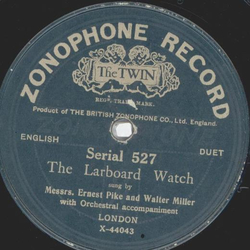 ZONOPHONE RECORD
The TWIN
REGD. TRADE MARK.
Product of THE BRITISH ZONOPHONE CO., Ltd. England.
ENGLISH DUET
Serial 527
The Larboard Watch
sung by
Messrs. Ernest Pike and Walter Miller
with Orchestral accompaniment
LONDON
X-44043